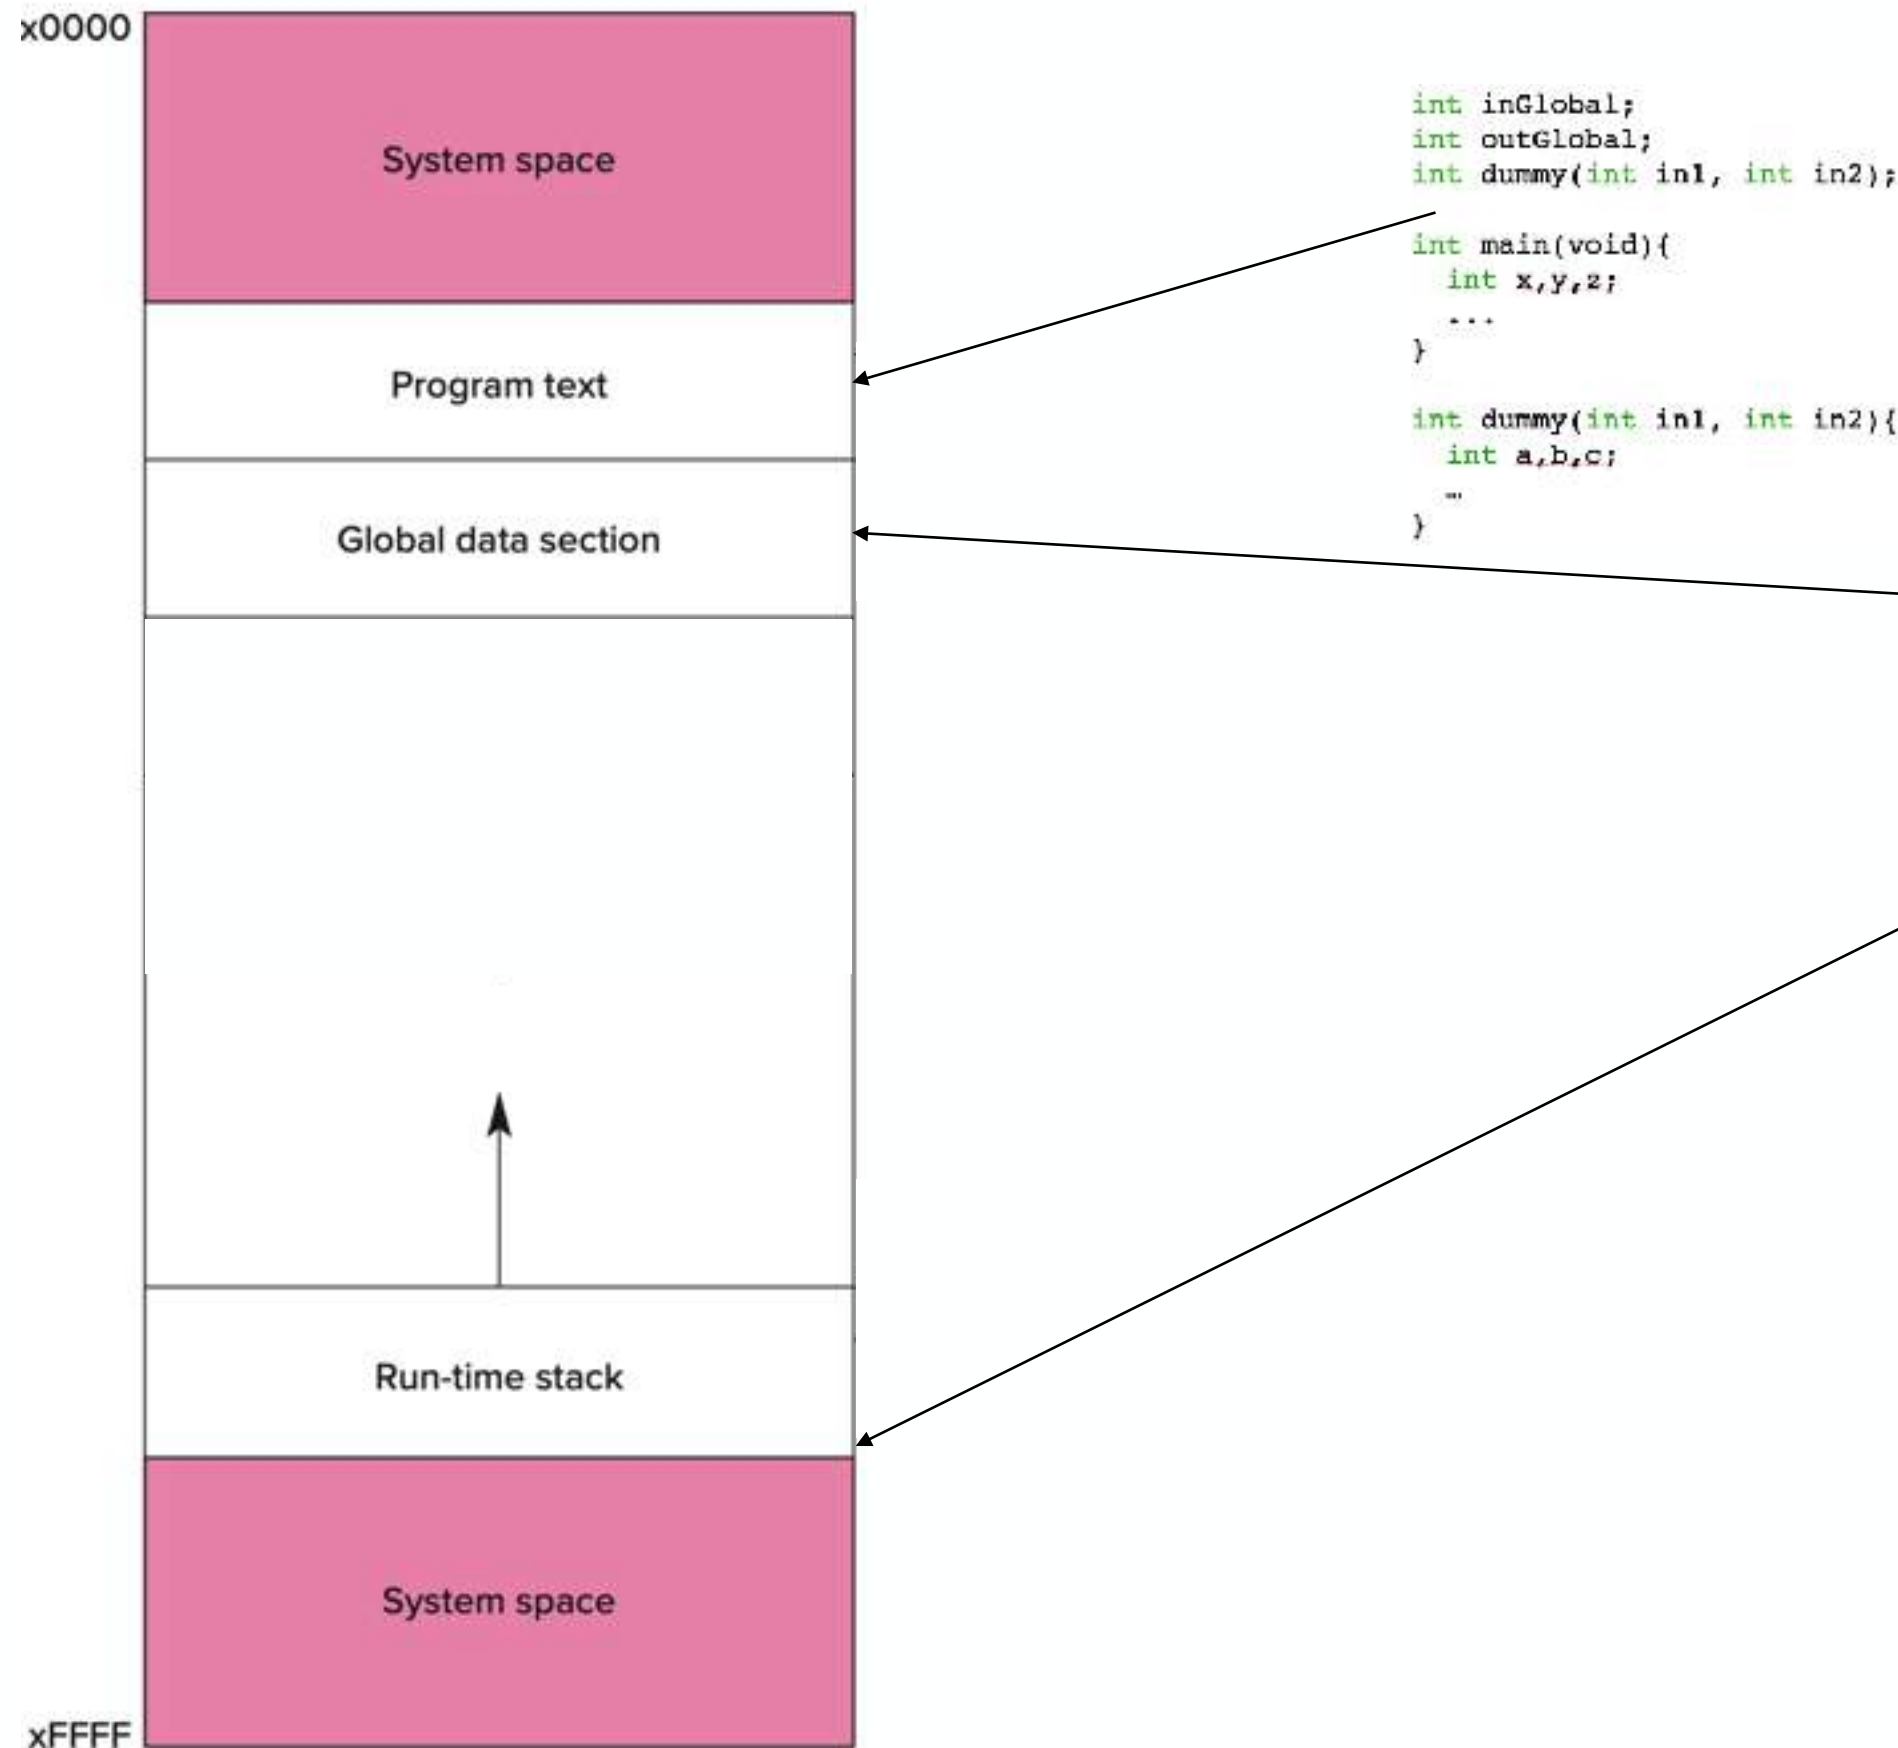 x0000
System space
Program text
Global data section
Run-time stack
System space
xFFFF
int inGlobal;
int outGlobal;
int dummy(int in1, int in2);
int main(void){
int x,y,z;
...
}
int dummy(int in1, int in2){
int a,b,c;
…
}